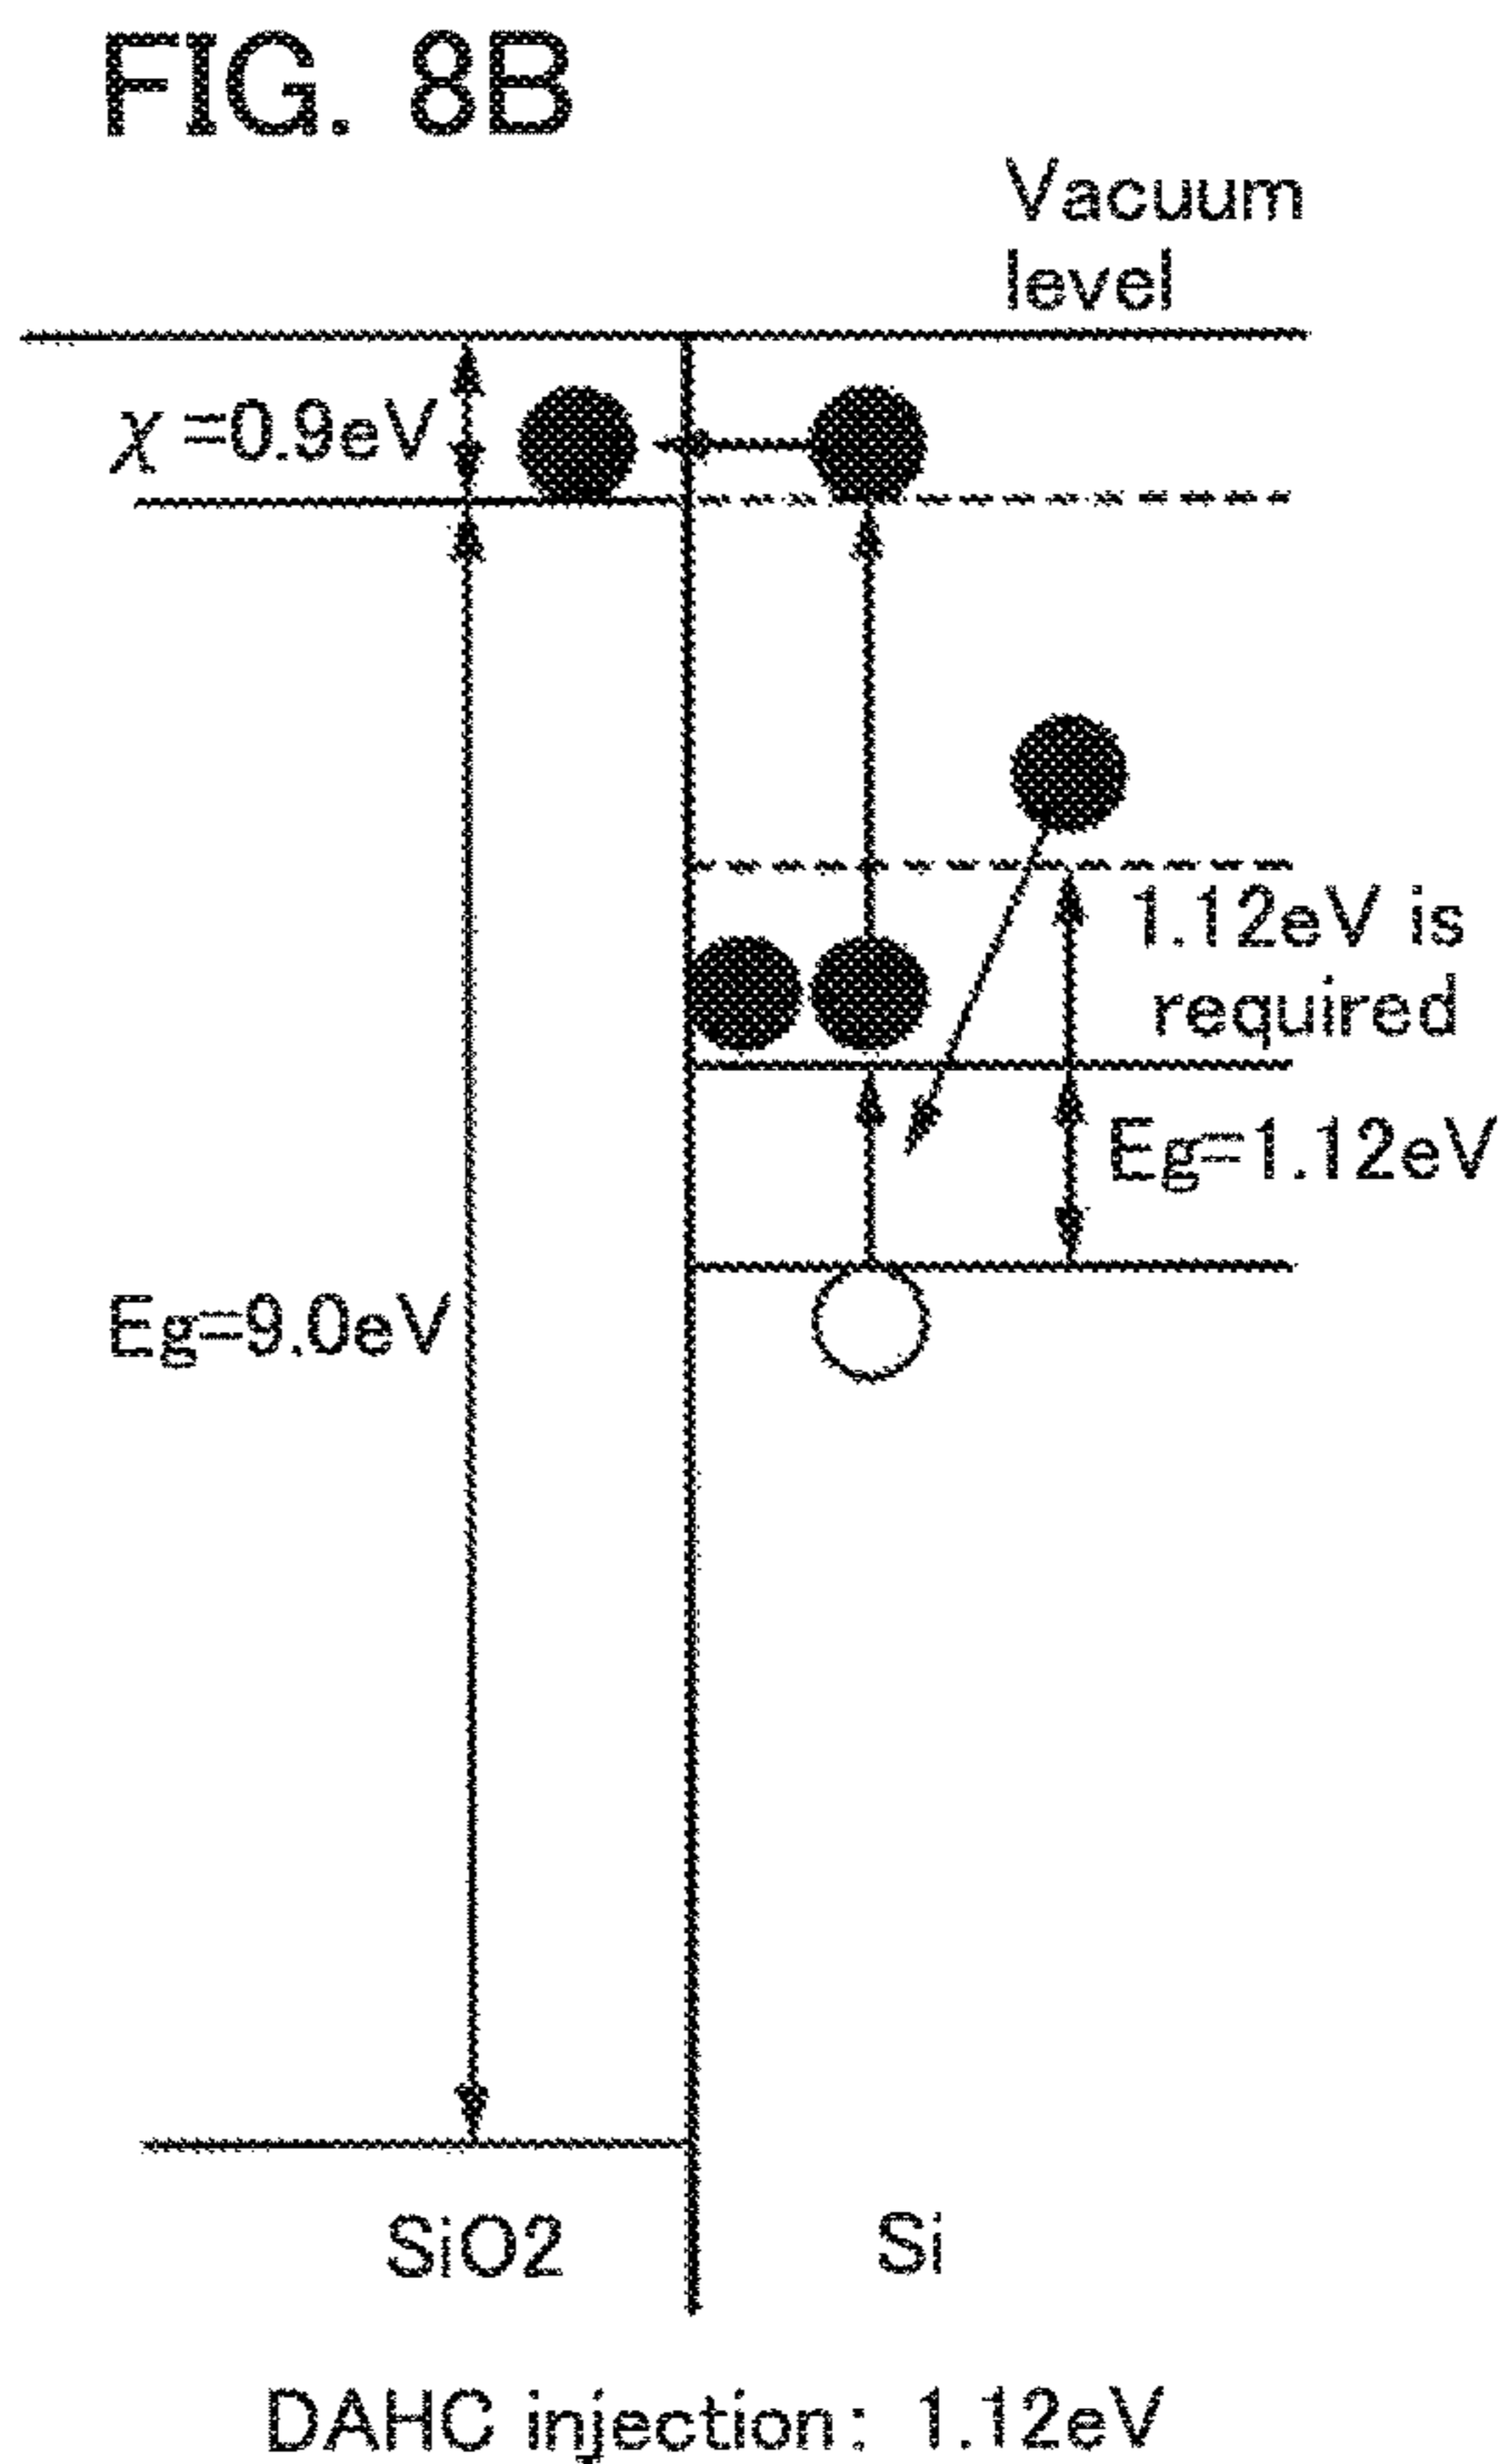 FIG. 8B
Vacuum
level
χ=0.9eV
1.12eV is
required
Eg=1.12eV
Eg=9.0eV
SiO2
Si
DAHC injection: 1.12eV